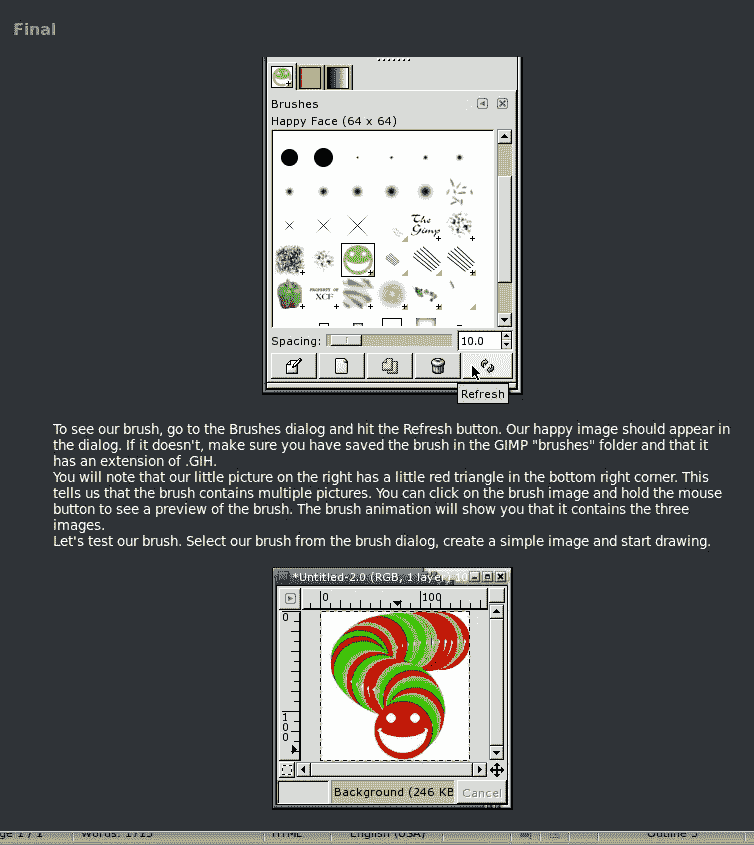 Final
Brushes
Happy Face (64 x 64)
The
Gimp
PROPERTY OF
XCF
Spacing:
10.0
Refresh
To see our brush, go to the Brushes dialog and hit the Refresh button. Our happy image should appear in
the dialog. If it doesn't, make sure you have saved the brush in the GIMP "brushes" folder and that it
has an extension of .GIH.
You will note that our little picture on the right has a little red triangle in the bottom right corner. This
tells us that the brush contains multiple pictures. You can click on the brush image and hold the mouse
button to see a preview of the brush. The brush animation will show you that it contains the three
images.
Let's test our brush. Select our brush from the brush dialog, create a simple image and start drawing.
*Untitled-2.0 (RGB, 1 layer) 10
0 100
0
100
Background (246 KB
Cancel
ge 1 / 1 Words: 1715 HTML English (USA) Outline 5